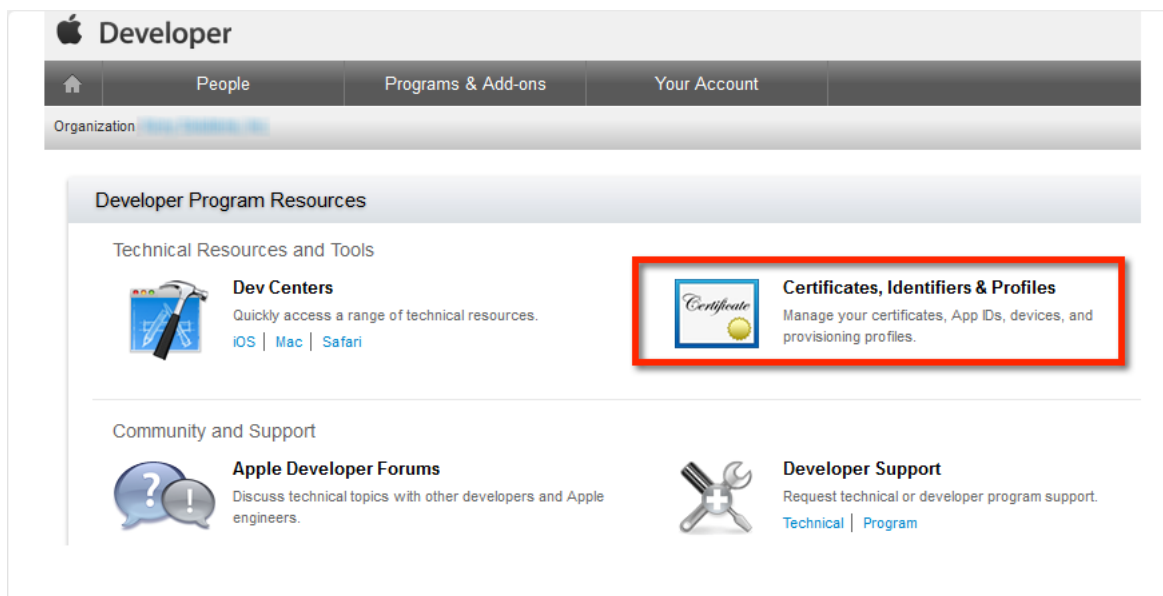 Developer
People
Programs & Add-ons
Your Account
Organization
Developer Program Resources
Technical Resources and Tools
Dev Centers
Quickly access a range of technical resources.
iOS | Mac | Safari
Certificate
Certificates, Identifiers & Profiles
Manage your certificates, App IDs, devices, and
provisioning profiles.
Community and Support
?
!
Apple Developer Forums
Discuss technical topics with other developers and Apple
engineers.
Developer Support
Request technical or developer program support.
Technical | Program